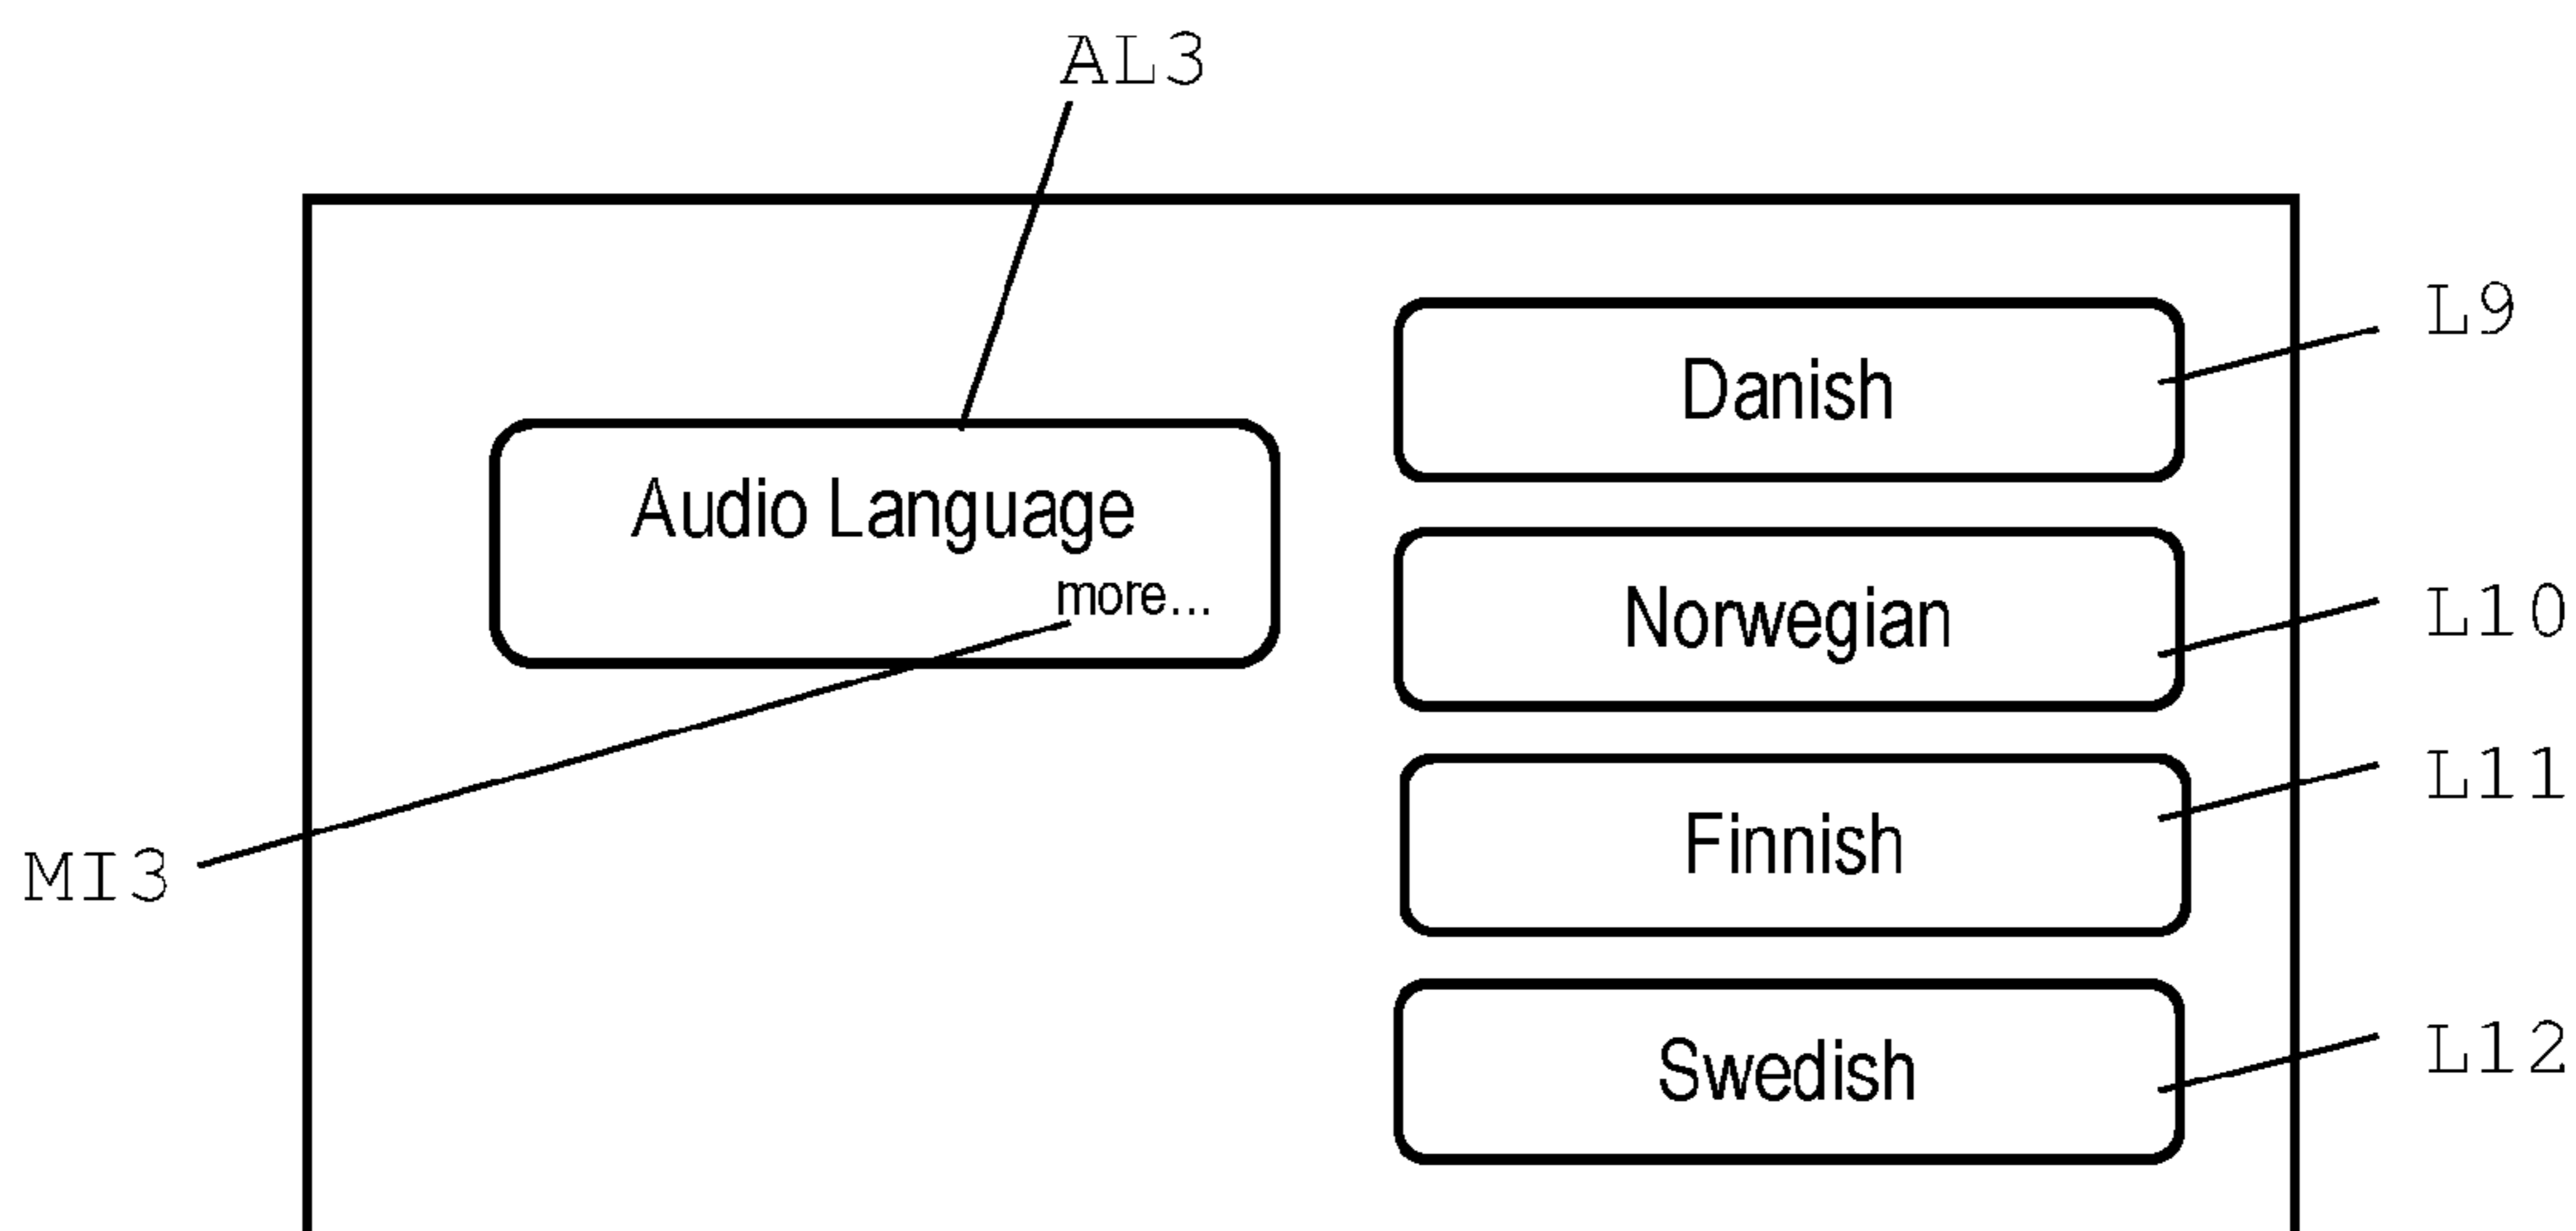 AL3
L9
Danish
Audio Language
more...
Norwegian
L10
L11
Finnish
MI3
Swedish
L12